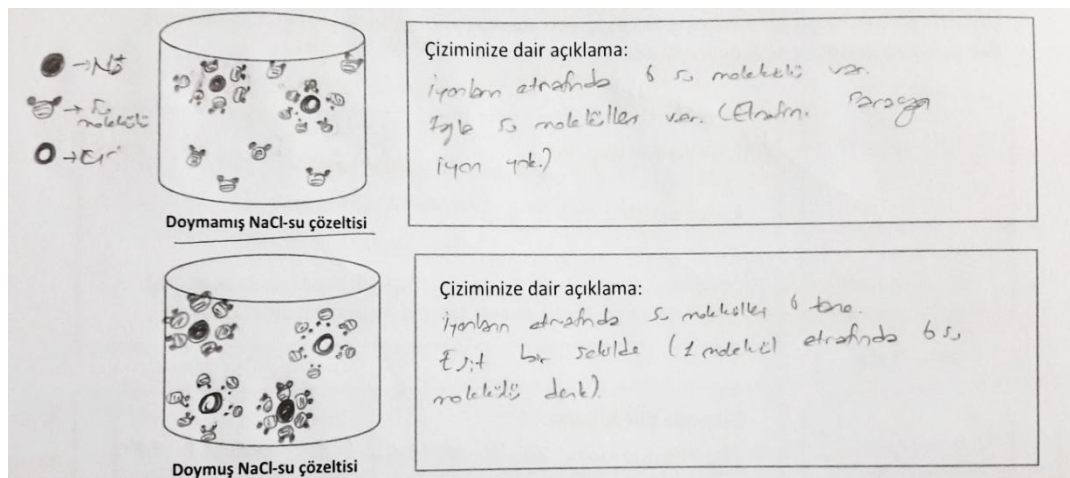 → Na+
→ su molekülü
→ Cl-
Doymamış NaCl-su çözeltisi
Çiziminize dair açıklama:
İyonların etrafında 6 su molekülü var.
su molekülleri var. (Etrafını saracağı
iyon yok.)
Doymuş NaCl-su çözeltisi
Çiziminize dair açıklama:
İyonların etrafında su molekülleri 6 tane.
Eşit bir şekilde (1 molekül etrafında 6 su
molekülü denk).